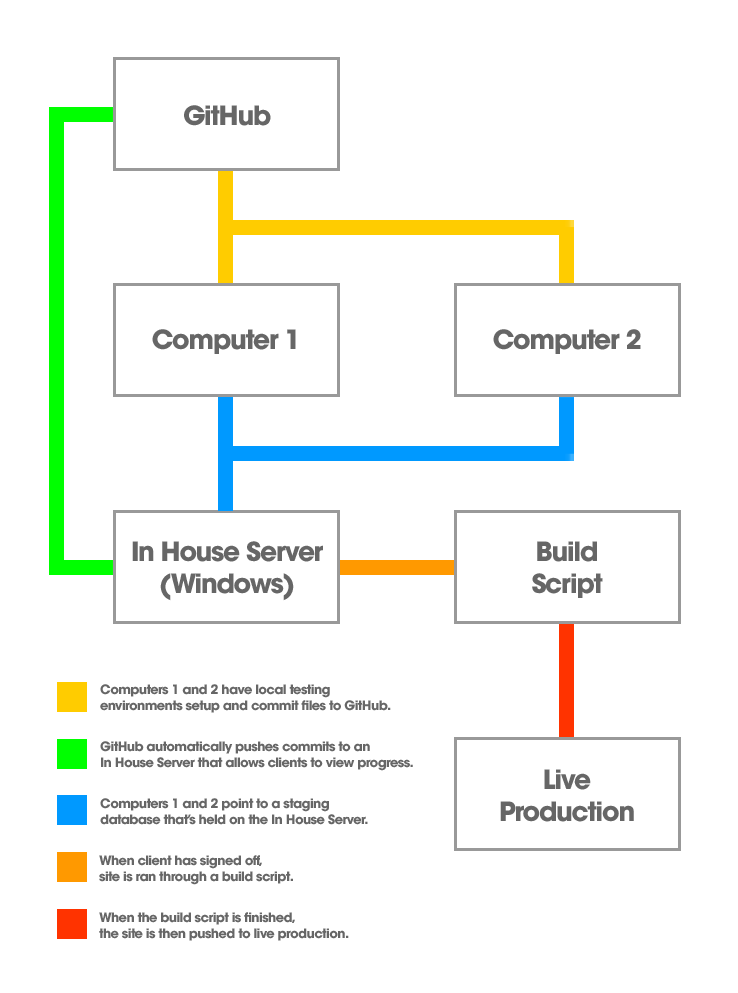 GitHub
Computer 1
Computer 2
In House Server
(Windows)
Build
Script
Live
Production
Computers 1 and 2 have local testing
environments setup and commit files to GitHub.
GitHub automatically pushes commits to an
In House Server that allows clients to view progress.
Computers 1 and 2 point to a staging
database that's held on the In House Server.
When client has signed off,
site is ran through a build script.
When the build script is finished,
the site is then pushed to live production.